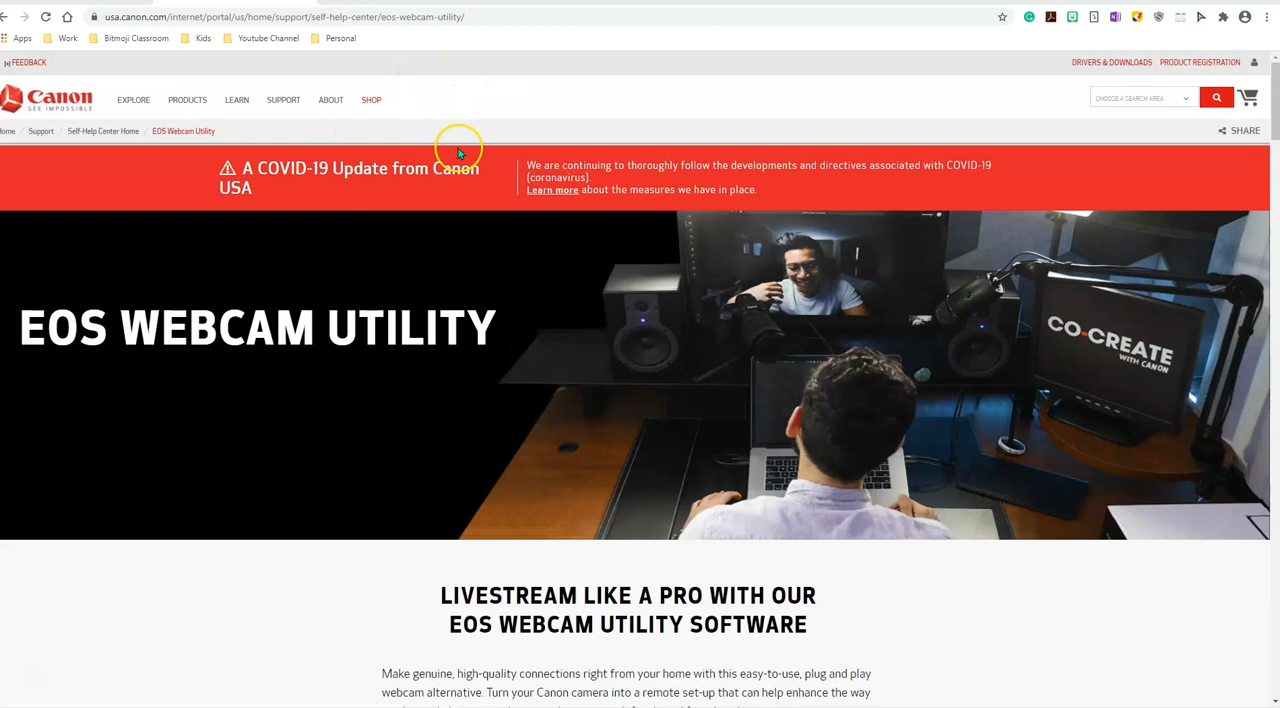 usa.canon.com/internet/portal/us/home/support/self-help-center/eos-webcam-utility/
Apps Work Bitmoji Classroom Kids Youtube Channel Personal
[+] FEEDBACK DRIVERS & DOWNLOADS PRODUCT REGISTRATION
Canon
SEE IMPOSSIBLE
EXPLORE PRODUCTS LEARN SUPPORT ABOUT SHOP
CHOOSE A SEARCH AREA
Home / Support / Self-Help Center Home / EOS Webcam Utility SHARE
A COVID-19 Update from Canon
USA
We are continuing to thoroughly follow the developments and directives associated with COVID-19
(coronavirus).
Learn more about the measures we have in place.
EOS WEBCAM UTILITY
CO-CREATE
WITH CANON
LIVESTREAM LIKE A PRO WITH OUR
EOS WEBCAM UTILITY SOFTWARE
Make genuine, high-quality connections right from your home with this easy-to-use, plug and play
webcam alternative. Turn your Canon camera into a remote set-up that can help enhance the way